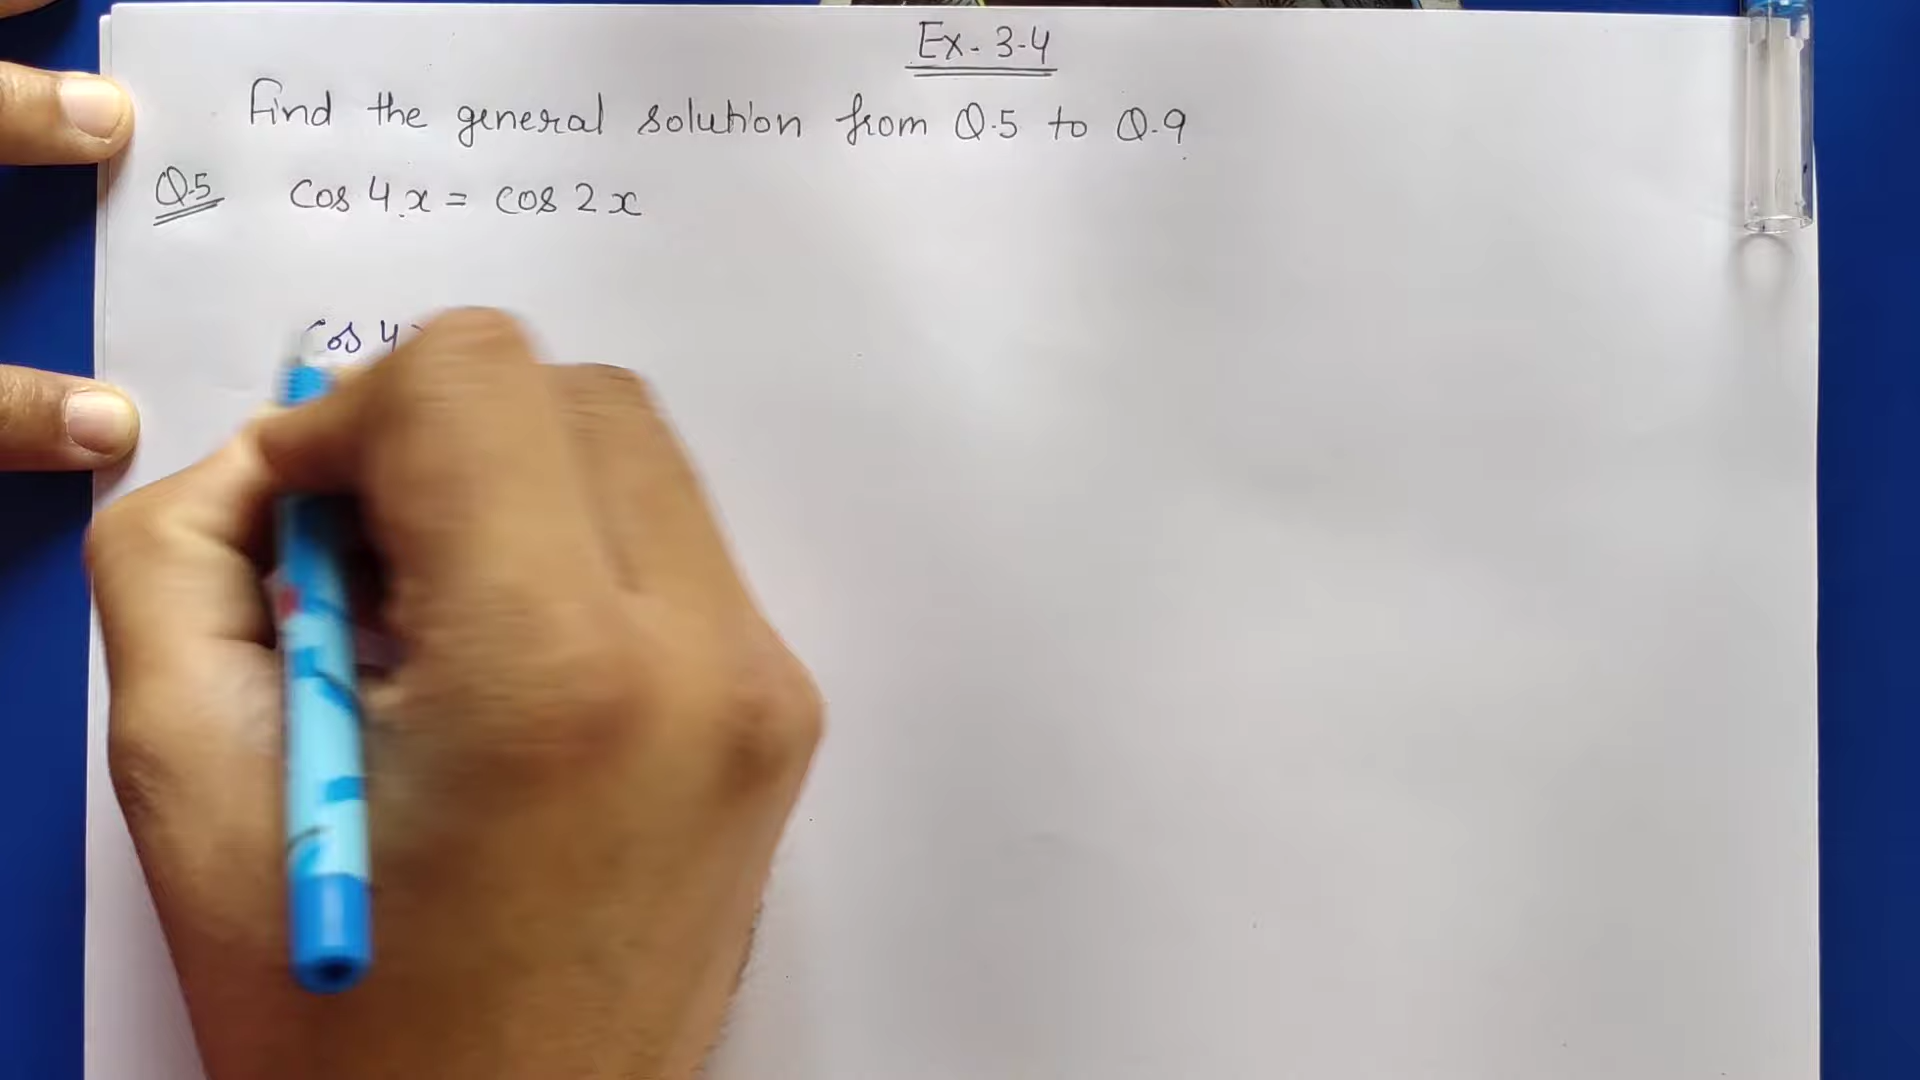 Ex-3-4
Find the general solution from Q.5 to Q.9
Q.5 Cos 4x = cos 2x
Cos 4